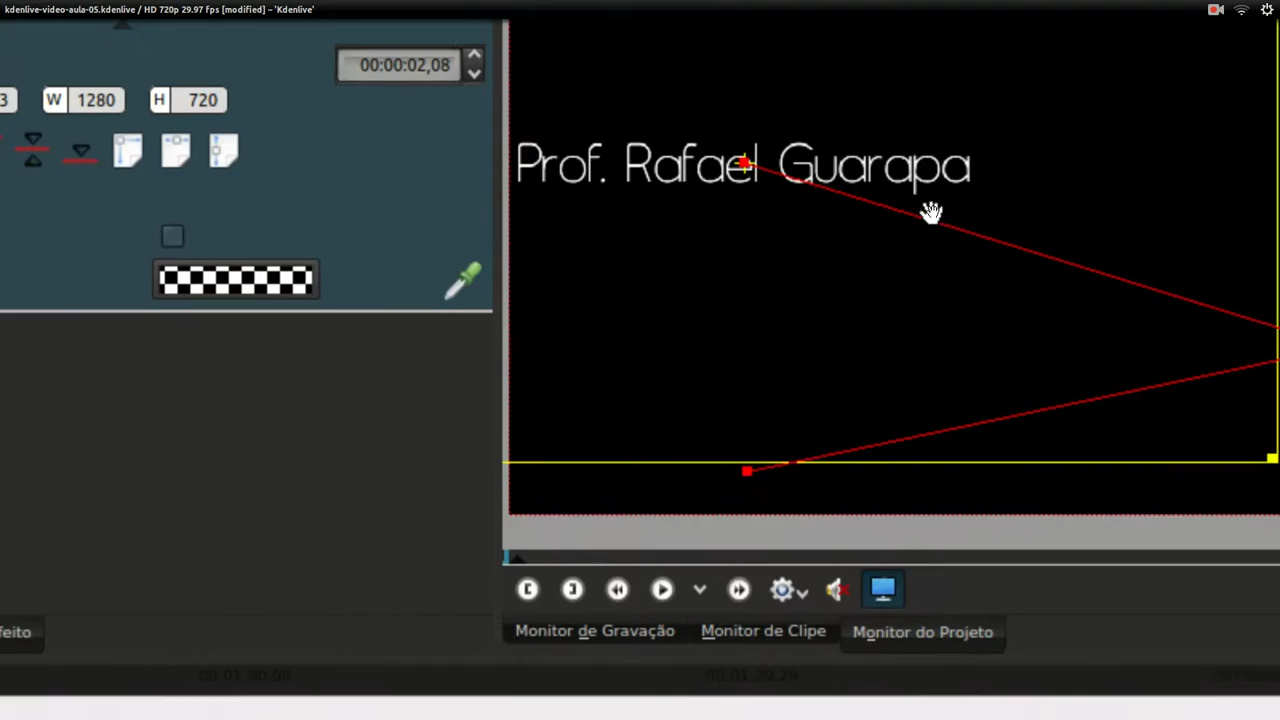 kdenlive-video-aula-05.kdenlive / HD 720p 29.97 fps [modified] – 'Kdenlive'
00:00:02,08
3 W 1280 H 720
Prof. Rafael Guarapa
feito
Monitor de Gravação Monitor de Clipe Monitor do Projeto